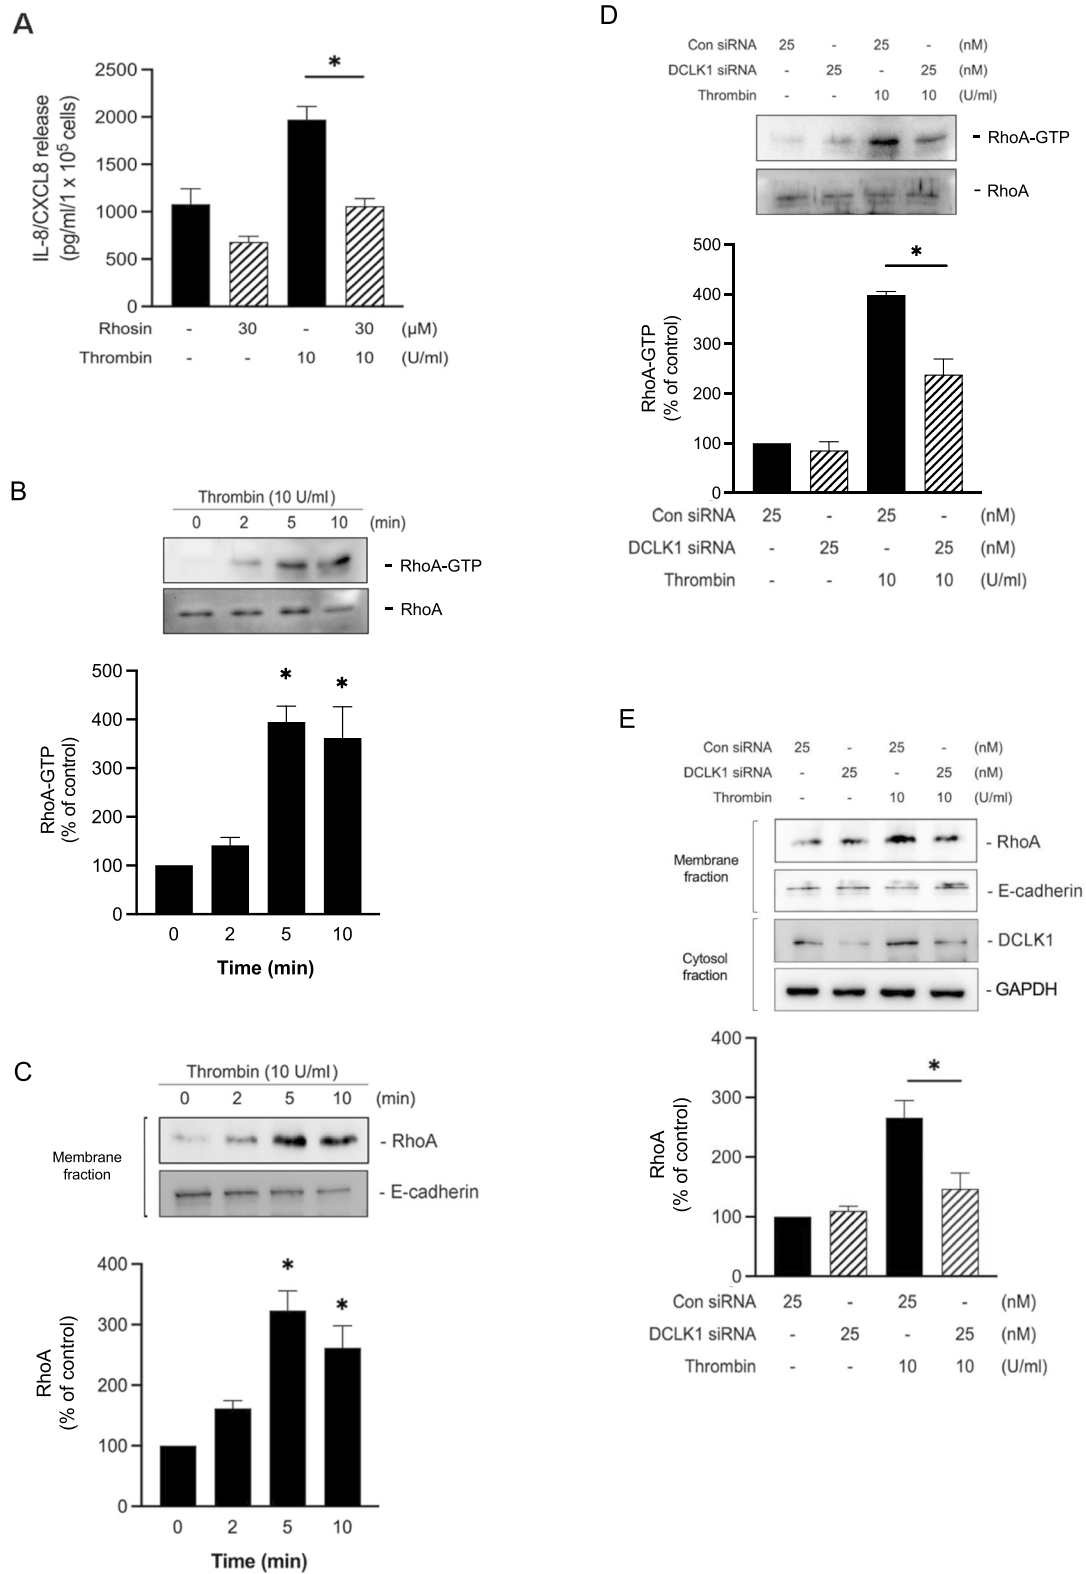 A
IL-8/CXCL8 release
(pg/ml/1 x 10⁵ cells)
2500
2000
1500
1000
500
0
*
Rhosin - 30 - 30 (μM)
Thrombin - - 10 10 (U/ml)
B
Thrombin (10 U/ml)
0 2 5 10 (min)
- RhoA-GTP
- RhoA
RhoA-GTP
(% of control)
500
400
300
200
100
0
* *
0 2 5 10
Time (min)
C
Thrombin (10 U/ml)
0 2 5 10 (min)
Membrane
fraction
- RhoA
- E-cadherin
RhoA
(% of control)
400
300
200
100
0
* *
0 2 5 10
Time (min)
D
Con siRNA 25 - 25 - (nM)
DCLK1 siRNA - 25 - 25 (nM)
Thrombin - - 10 10 (U/ml)
- RhoA-GTP
- RhoA
RhoA-GTP
(% of control)
500
400
300
200
100
0
*
Con siRNA 25 - 25 - (nM)
DCLK1 siRNA - 25 - 25 (nM)
Thrombin - - 10 10 (U/ml)
E
Con siRNA 25 - 25 - (nM)
DCLK1 siRNA - 25 - 25 (nM)
Thrombin - - 10 10 (U/ml)
Membrane
fraction
- RhoA
- E-cadherin
Cytosol
fraction
- DCLK1
- GAPDH
RhoA
(% of control)
400
300
200
100
0
*
Con siRNA 25 - 25 - (nM)
DCLK1 siRNA - 25 - 25 (nM)
Thrombin - - 10 10 (U/ml)